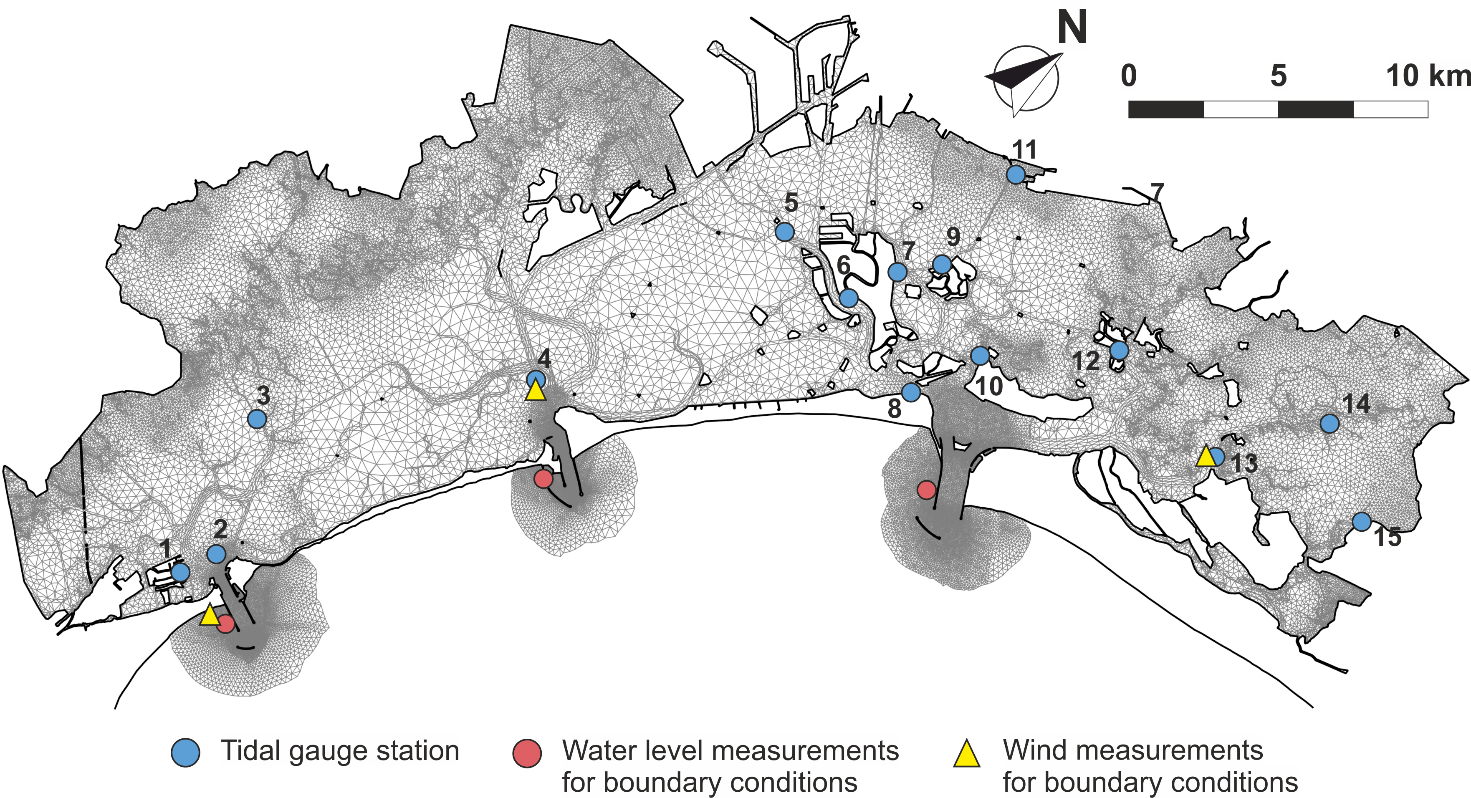 N
0 5 10 km
11
7
5
9
7
6
4
12
10
3
8
14
13
2
15
1
Tidal gauge station
Water level measurements
for boundary conditions
Wind measurements
for boundary conditions